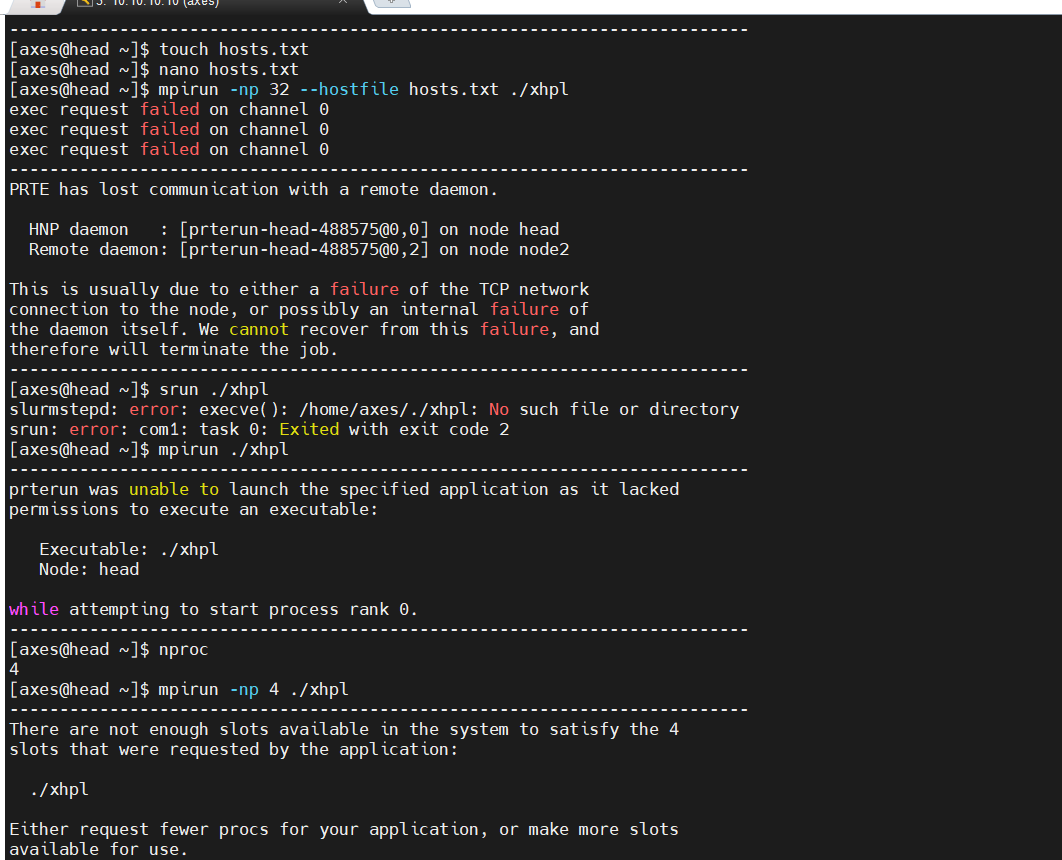 5. 10.10.10.10 (axes)
---------------------------------------------------------------------------
[axes@head ~]$ touch hosts.txt
[axes@head ~]$ nano hosts.txt
[axes@head ~]$ mpirun -np 32 --hostfile hosts.txt ./xhpl
exec request failed on channel 0
exec request failed on channel 0
exec request failed on channel 0
---------------------------------------------------------------------------
PRTE has lost communication with a remote daemon.
HNP daemon   : [prterun-head-488575@0,0] on node head
Remote daemon: [prterun-head-488575@0,2] on node node2
This is usually due to either a failure of the TCP network
connection to the node, or possibly an internal failure of
the daemon itself. We cannot recover from this failure, and
therefore will terminate the job.
---------------------------------------------------------------------------
[axes@head ~]$ srun ./xhpl
slurmstepd: error: execve(): /home/axes/./xhpl: No such file or directory
srun: error: com1: task 0: Exited with exit code 2
[axes@head ~]$ mpirun ./xhpl
---------------------------------------------------------------------------
prterun was unable to launch the specified application as it lacked
permissions to execute an executable:
Executable: ./xhpl
Node: head
while attempting to start process rank 0.
---------------------------------------------------------------------------
[axes@head ~]$ nproc
4
[axes@head ~]$ mpirun -np 4 ./xhpl
---------------------------------------------------------------------------
There are not enough slots available in the system to satisfy the 4
slots that were requested by the application:
./xhpl
Either request fewer procs for your application, or make more slots
available for use.